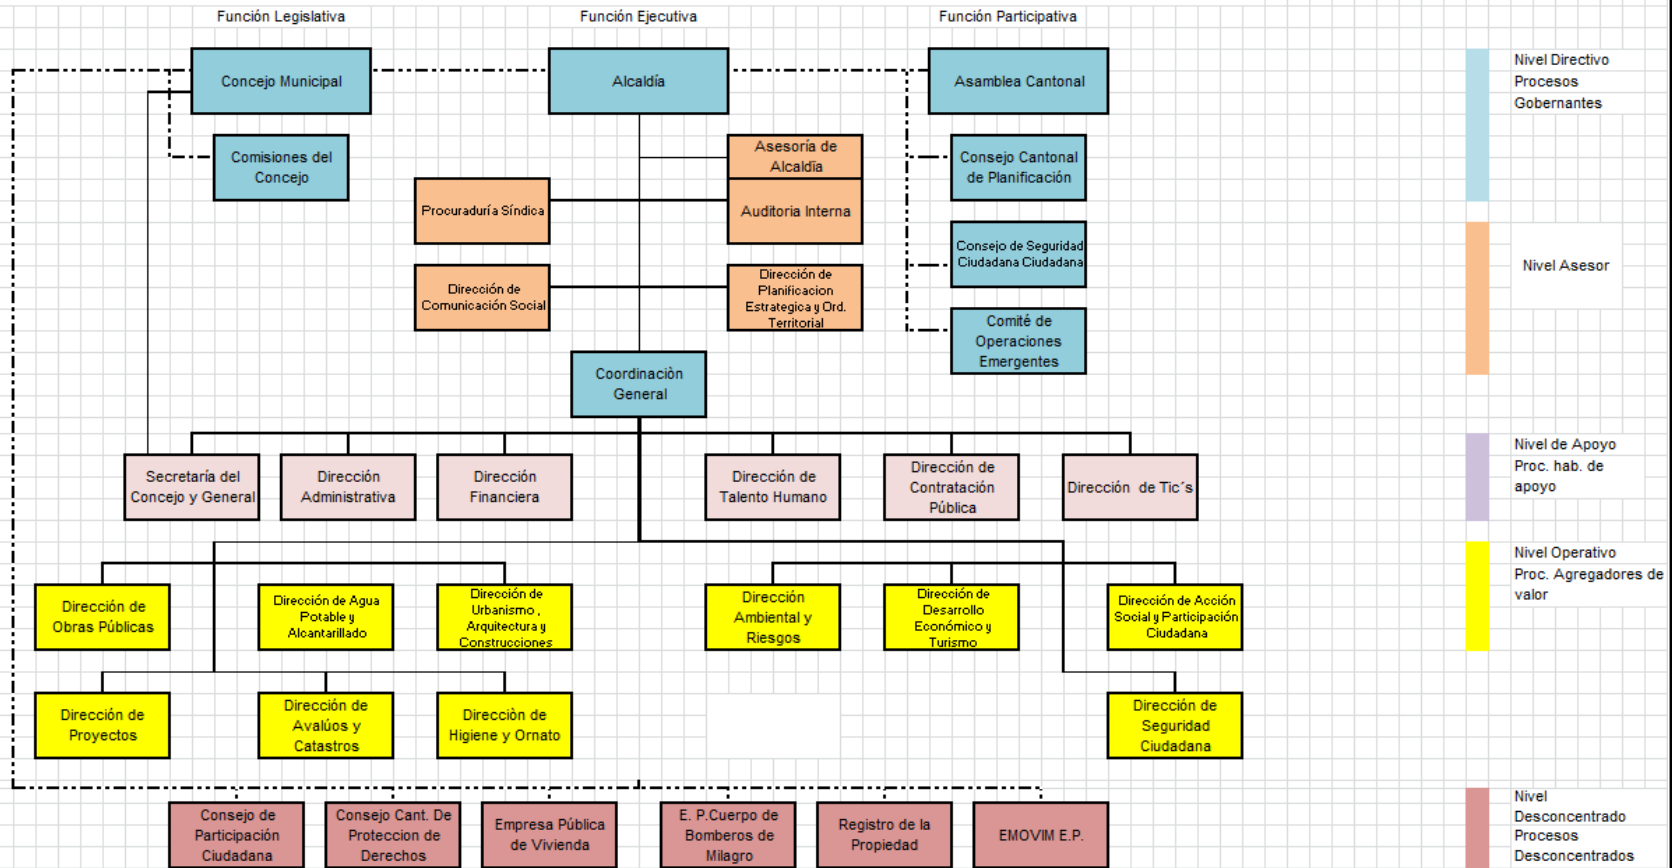 Función Legislativa
Función Ejecutiva
Función Participativa
Concejo Municipal
Alcaldía
Asamblea Cantonal
Nivel Directivo
Procesos
Gobernantes
Comisiones del
Concejo
Asesoría de
Alcaldía
Consejo Cantonal
de Planificación
Procuraduría Síndica
Auditoria Interna
Consejo de Seguridad
Ciudadana Ciudadana
Nivel Asesor
Dirección de
Comunicación Social
Dirección de
Planificacion
Estrategica y Ord.
Territorial
Comité de
Operaciones
Emergentes
Coordinaciòn
General
Secretaría del
Concejo y General
Dirección
Administrativa
Dirección
Financiera
Dirección de
Talento Humano
Dirección de
Contratación
Pública
Dirección de Tic´s
Nivel de Apoyo
Proc. hab. de
apoyo
Dirección de
Obras Públicas
Dirección de Agua
Potable y
Alcantarillado
Dirección de
Urbanismo ,
Arquitectura y
Construcciones
Dirección
Ambiental y
Riesgos
Dirección de
Desarrollo
Económico y
Turismo
Dirección de Acción
Social y Participación
Ciudadana
Nivel Operativo
Proc. Agregadores de
valor
Dirección de
Proyectos
Dirección de
Avalúos y
Catastros
Direcciòn de
Higiene y Ornato
Dirección de
Seguridad
Ciudadana
Consejo de
Participación
Ciudadana
Consejo Cant. De
Proteccion de
Derechos
Empresa Pública
de Vivienda
E. P.Cuerpo de
Bomberos de
Milagro
Registro de la
Propiedad
EMOVIM E.P.
Nivel
Desconcentrado
Procesos
Desconcentrados